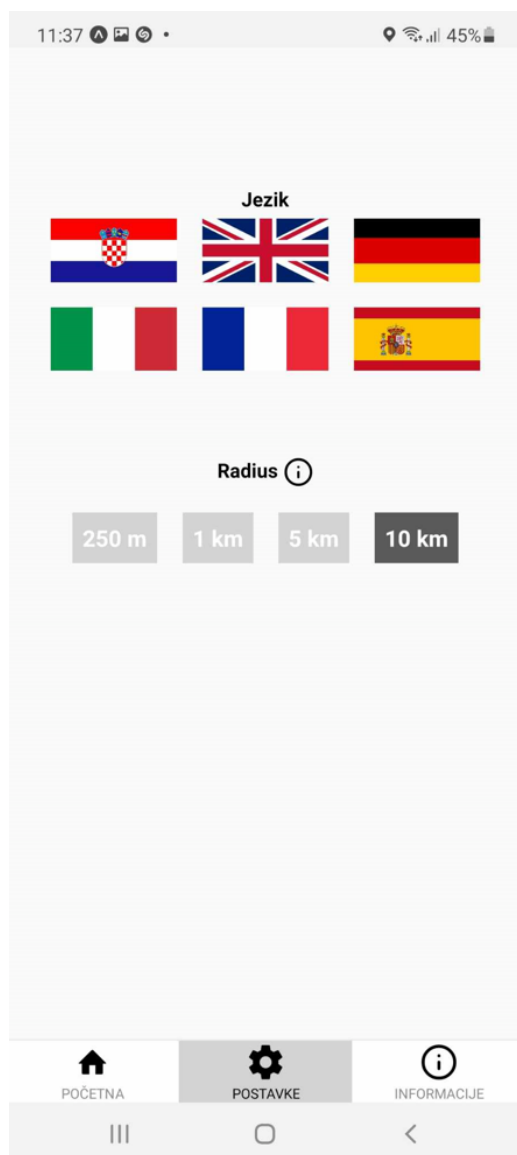 11:37 45%
Jezik
Radius
250 m 1 km 5 km 10 km
POČETNA POSTAVKE INFORMACIJE